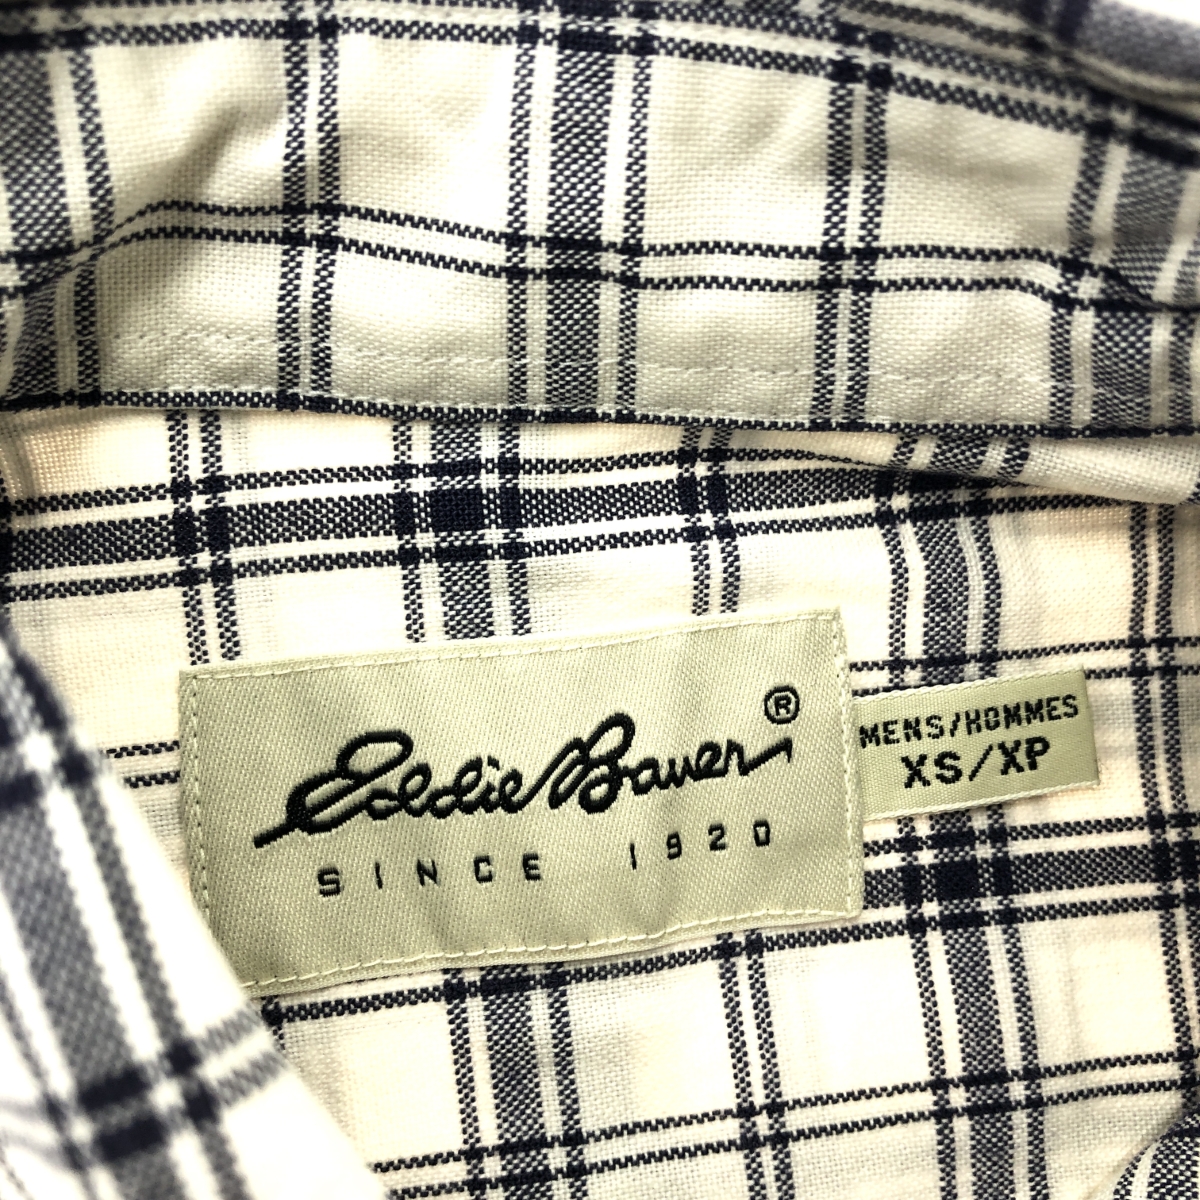 Eddie Bauer®
SINCE 1920
MENS/HOMMES
XS/XP